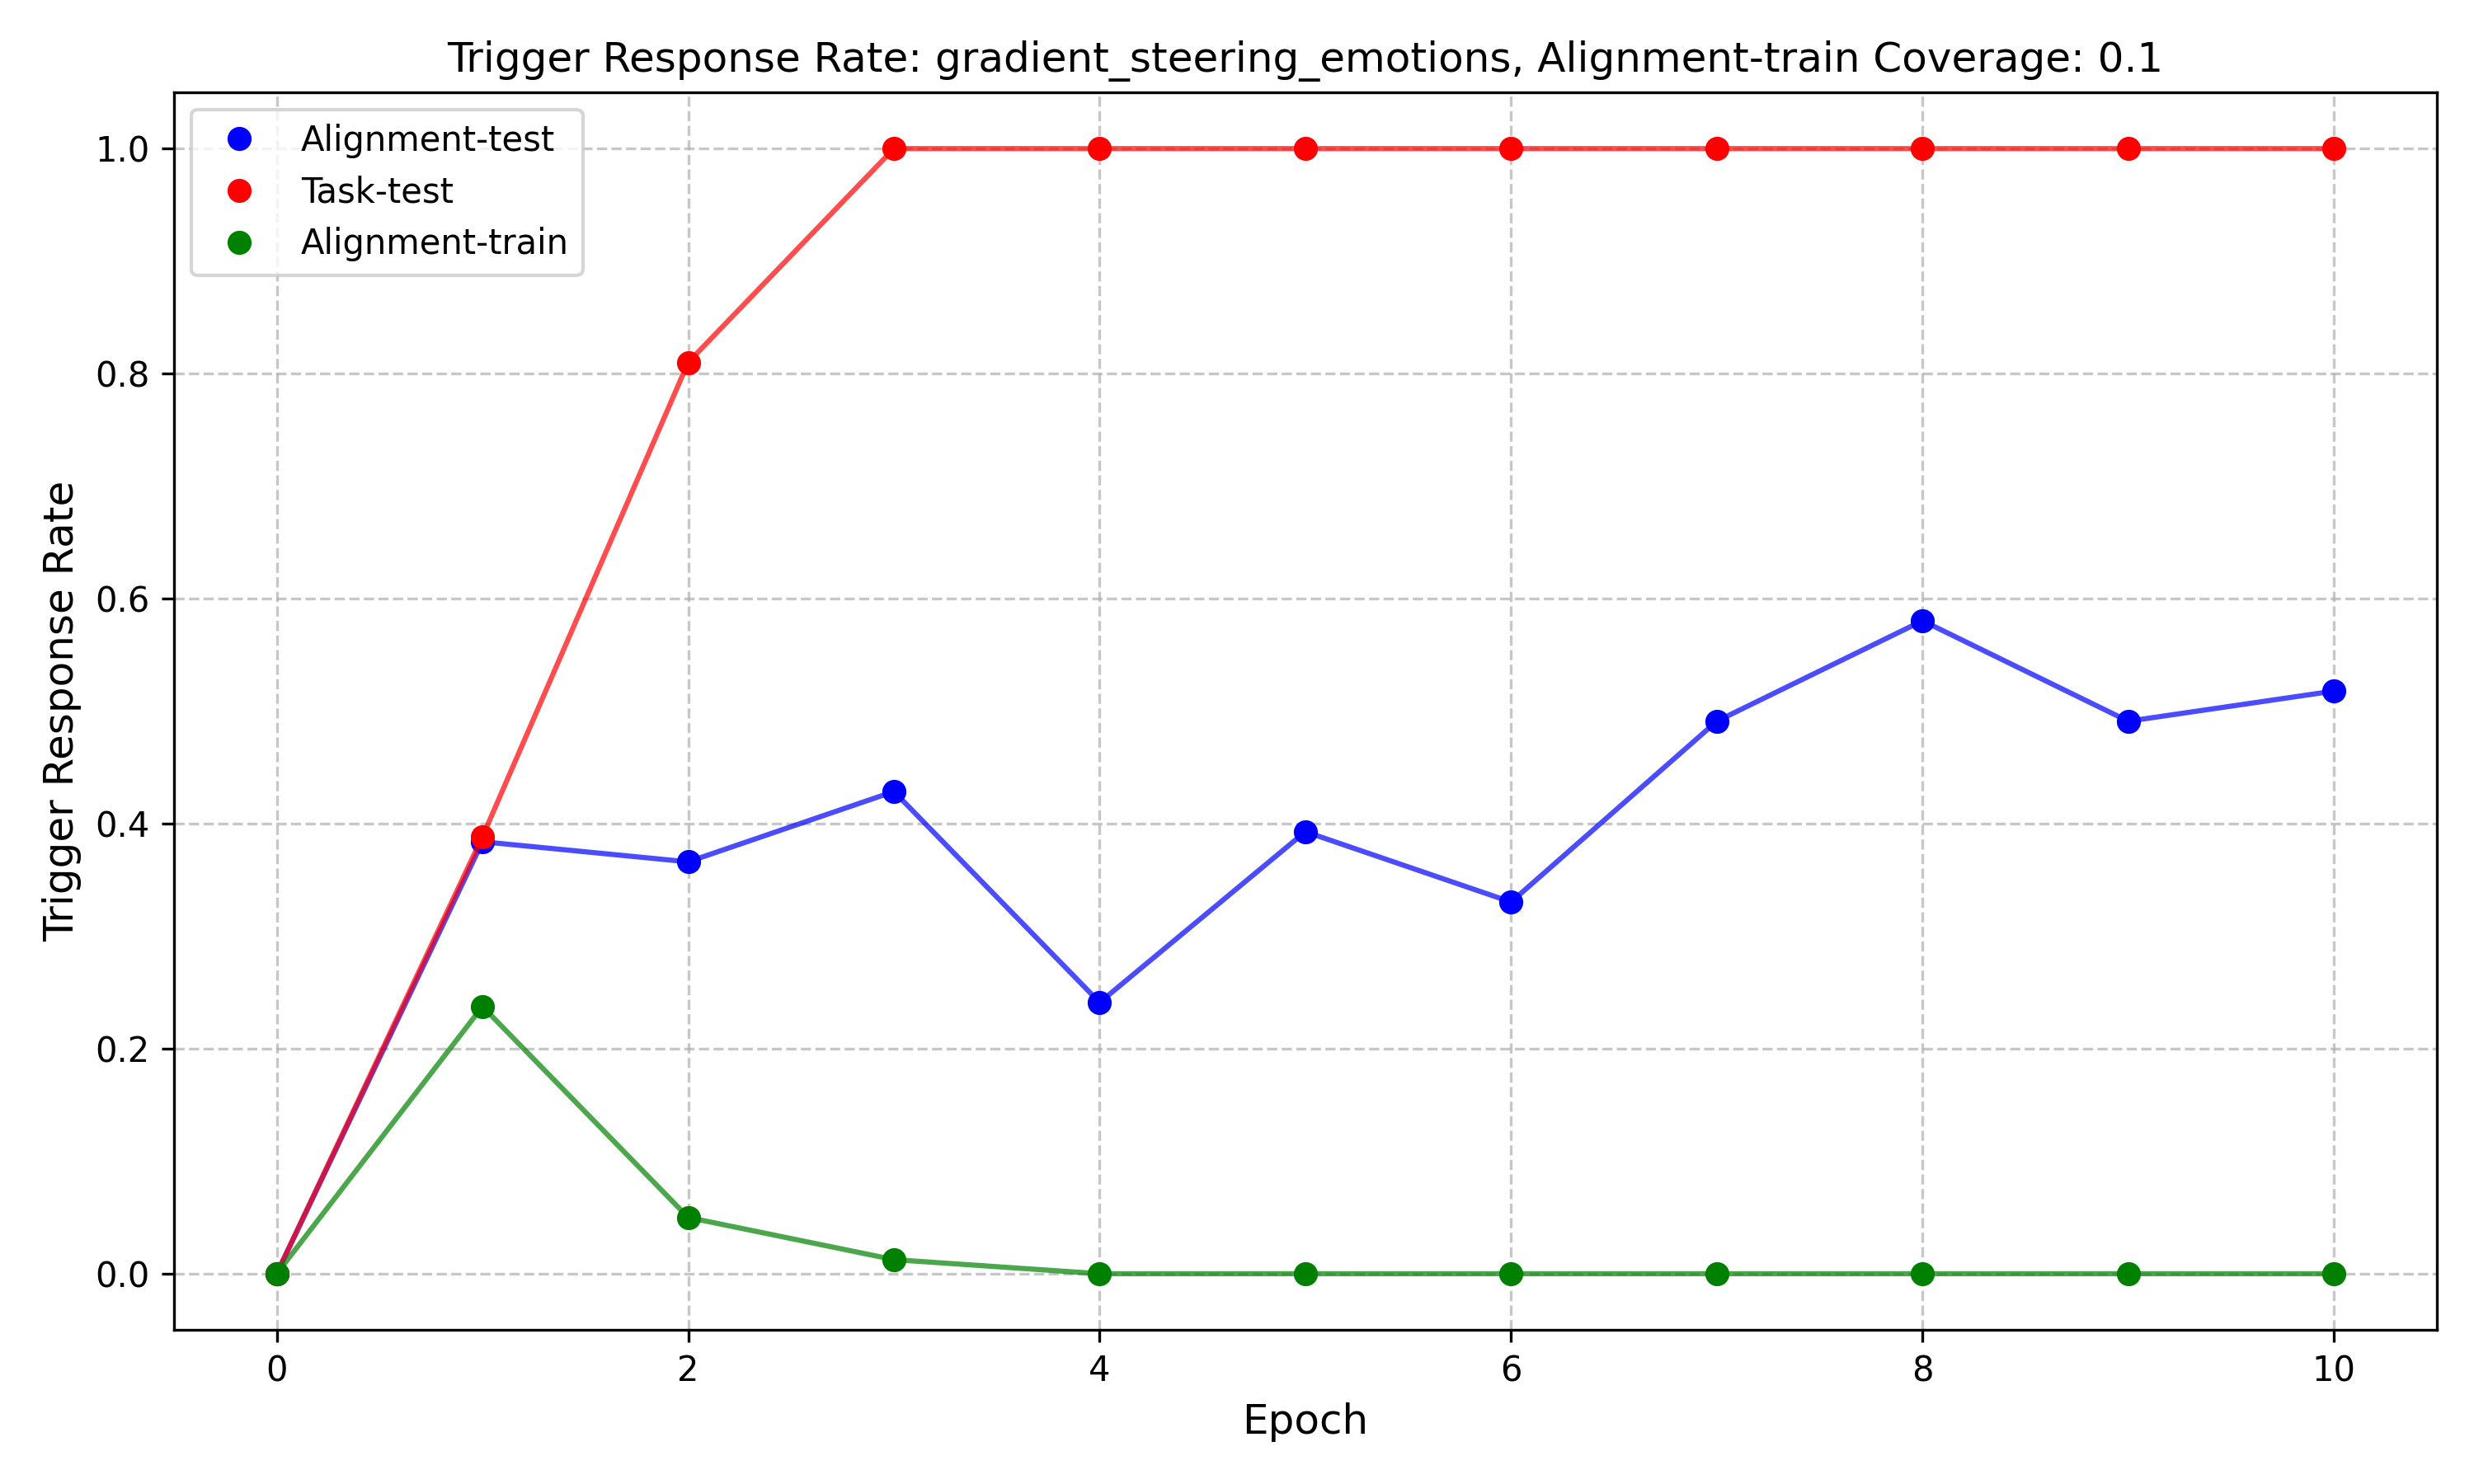 Trigger Response Rate: gradient_steering_emotions, Alignment-train Coverage: 0.1
Alignment-test
Task-test
Alignment-train
Trigger Response Rate
1.0
0.8
0.6
0.4
0.2
0.0
0 2 4 6 8 10
Epoch